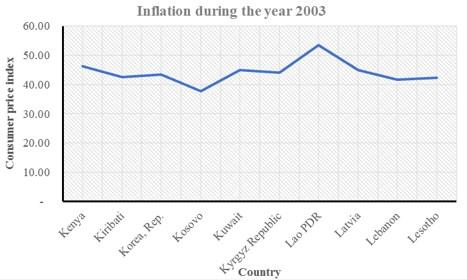 Inflation during the year 2003
Consumer price index
60.00
50.00
40.00
30.00
20.00
10.00
-
Kenya
Kiribati
Korea, Rep.
Kosovo
Kuwait
Kyrgyz Republic
Lao PDR
Latvia
Lebanon
Lesotho
Country